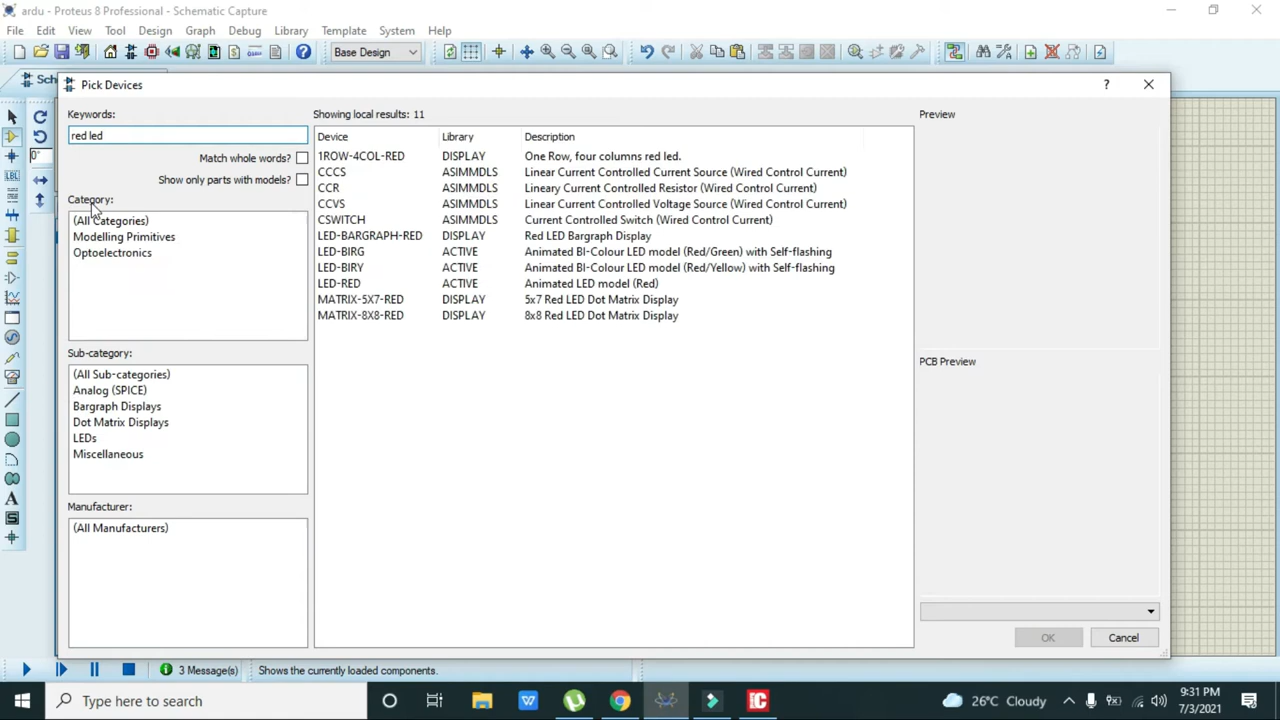 ardu - Proteus 8 Professional - Schematic Capture
File Edit View Tool Design Graph Debug Library Template System Help
Base Design
Sch
Pick Devices
Keywords:
red led
Match whole words?
Show only parts with models?
Category:
(All Categories)
Modelling Primitives
Optoelectronics
Sub-category:
(All Sub-categories)
Analog (SPICE)
Bargraph Displays
Dot Matrix Displays
LEDs
Miscellaneous
Manufacturer:
(All Manufacturers)
Showing local results: 11
Device Library Description
1ROW-4COL-RED DISPLAY One Row, four columns red led.
CCCS ASIMMDLS Linear Current Controlled Current Source (Wired Control Current)
CCR ASIMMDLS Lineary Current Controlled Resistor (Wired Control Current)
CCVS ASIMMDLS Linear Current Controlled Voltage Source (Wired Control Current)
CSWITCH ASIMMDLS Current Controlled Switch (Wired Control Current)
LED-BARGRAPH-RED DISPLAY Red LED Bargraph Display
LED-BIRG ACTIVE Animated BI-Colour LED model (Red/Green) with Self-flashing
LED-BIRY ACTIVE Animated BI-Colour LED model (Red/Yellow) with Self-flashing
LED-RED ACTIVE Animated LED model (Red)
MATRIX-5X7-RED DISPLAY 5x7 Red LED Dot Matrix Display
MATRIX-8X8-RED DISPLAY 8x8 Red LED Dot Matrix Display
Preview
PCB Preview
OK Cancel
0°
LBL
A
S
3 Message(s) Shows the currently loaded components.
Type here to search
26°C Cloudy
9:31 PM
7/3/2021